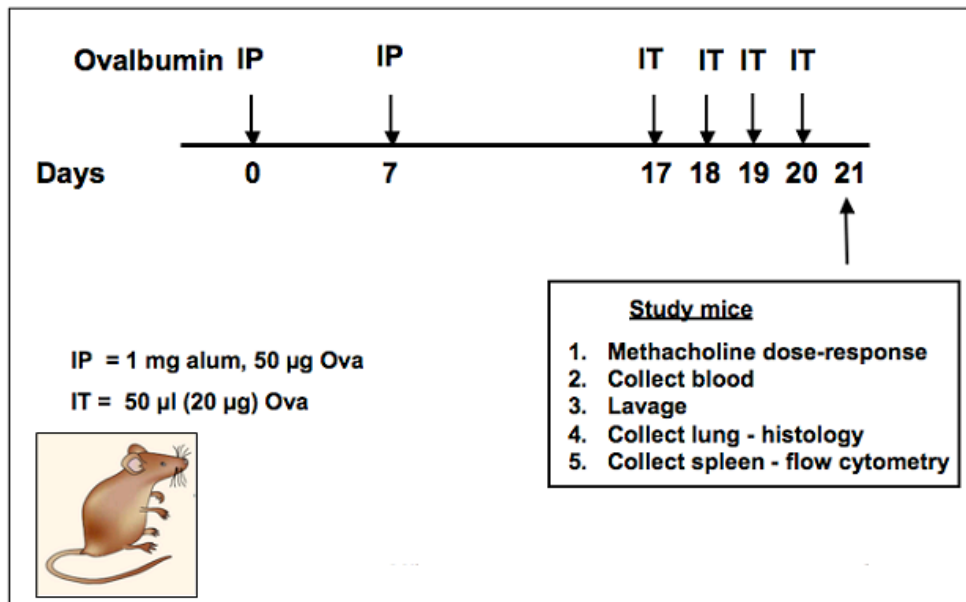 Ovalbumin IP IP IT IT IT IT
Days 0 7 17 18 19 20 21
Study mice
1. Methacholine dose-response
2. Collect blood
3. Lavage
4. Collect lung - histology
5. Collect spleen - flow cytometry
IP = 1 mg alum, 50 µg Ova
IT = 50 µl (20 µg) Ova